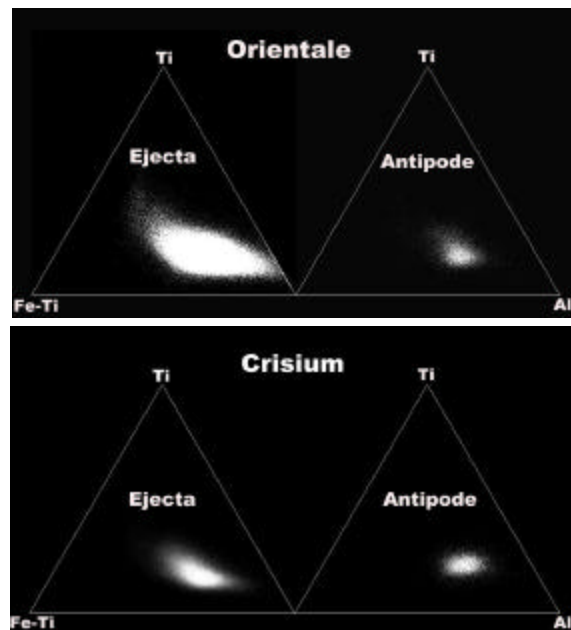 Orientale
Ti Ti
Ejecta Antipode
Fe-Ti Al
Crisium
Ti Ti
Ejecta Antipode
Fe-Ti Al